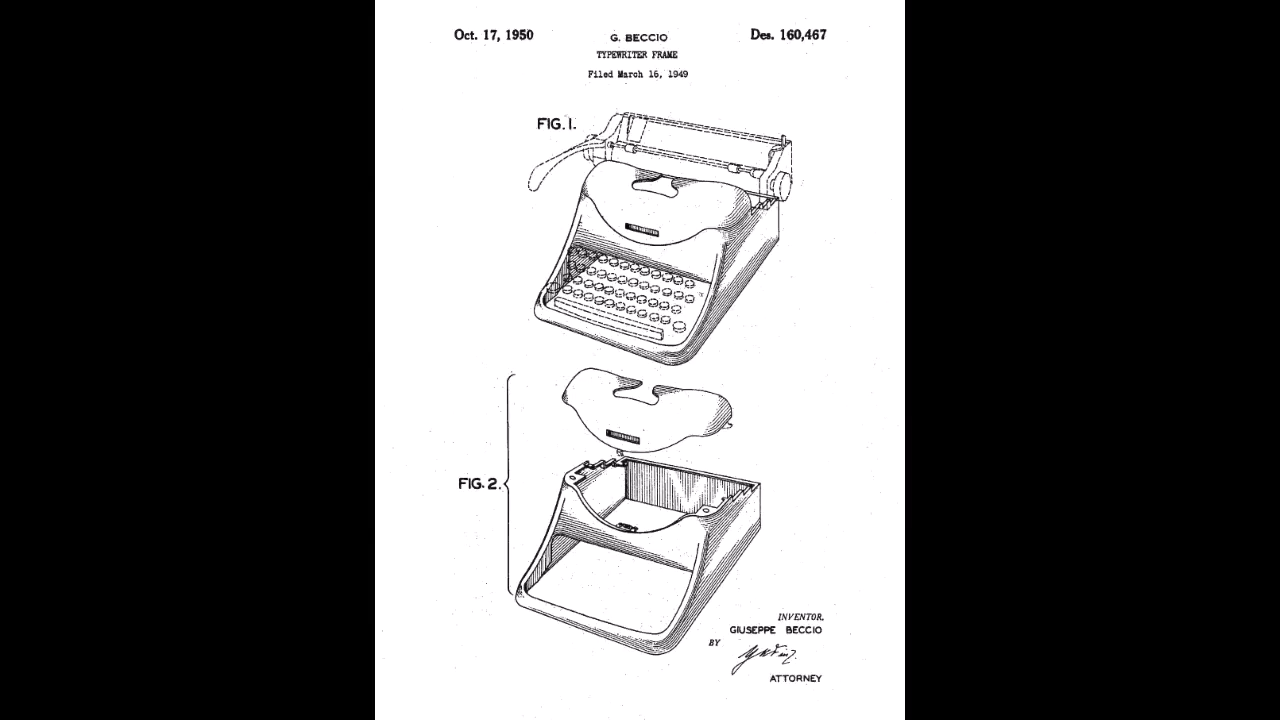 Oct. 17, 1950
G. BECCIO
Des. 160,467
TYPEWRITER FRAME
Filed March 16, 1949
FIG. 1.
FIG. 2.
INVENTOR.
GIUSEPPE BECCIO
BY
ATTORNEY